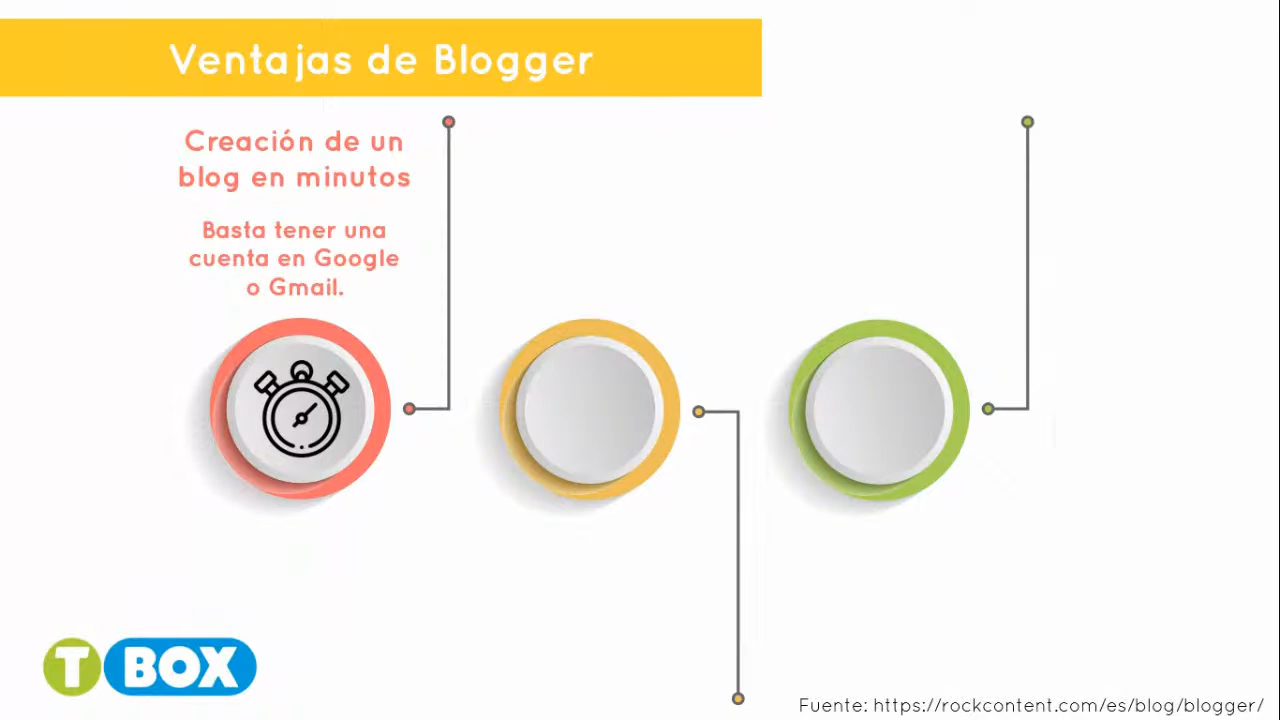 Ventajas de Blogger
Creación de un
blog en minutos
Basta tener una
cuenta en Google
o Gmail.
T BOX
Fuente: https://rockcontent.com/es/blog/blogger/